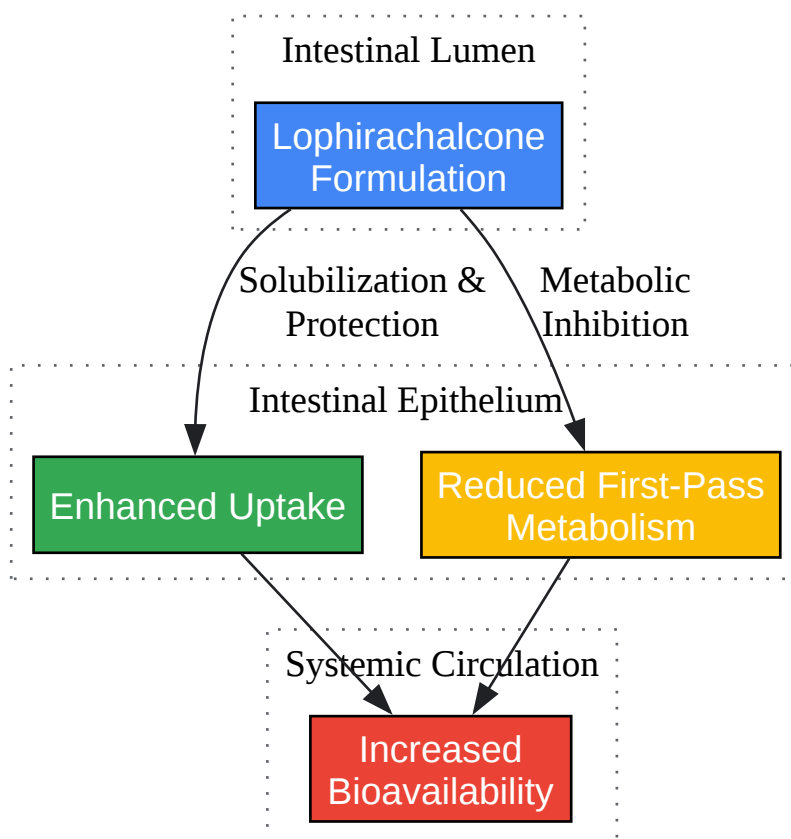 Intestinal Lumen
Lophirachalcone
Formulation
Solubilization &
Protection
Metabolic
Inhibition
Intestinal Epithelium
Enhanced Uptake
Reduced First-Pass
Metabolism
Systemic Circulation
Increased
Bioavailability